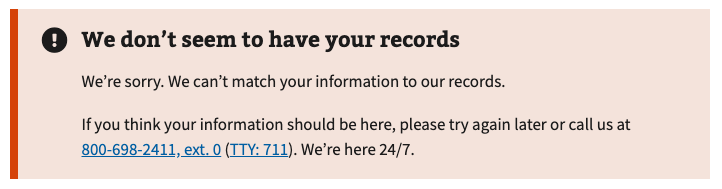 We don’t seem to have your records
We’re sorry. We can’t match your information to our records.
If you think your information should be here, please try again later or call us at
800-698-2411, ext. 0 (TTY: 711). We’re here 24/7.